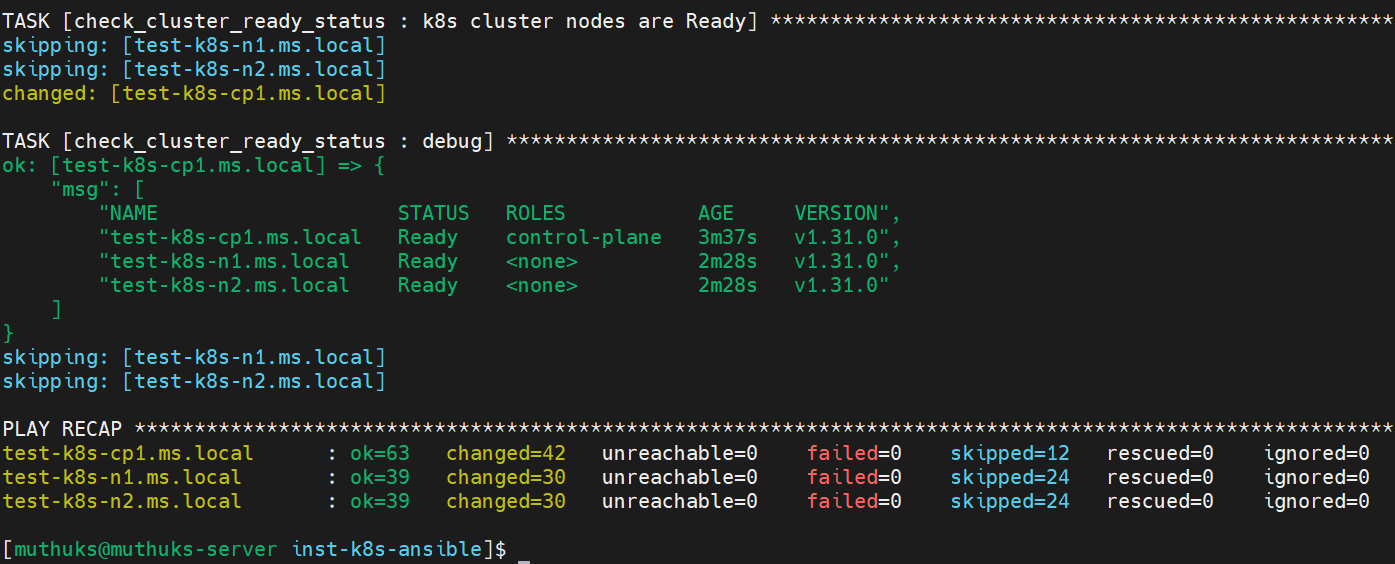 TASK [check_cluster_ready_status : k8s cluster nodes are Ready] ****************************************************
skipping: [test-k8s-n1.ms.local]
skipping: [test-k8s-n2.ms.local]
changed: [test-k8s-cp1.ms.local]
TASK [check_cluster_ready_status : debug] **************************************************************************
ok: [test-k8s-cp1.ms.local] => {
    "msg": [
        "NAME                    STATUS   ROLES           AGE     VERSION",
        "test-k8s-cp1.ms.local   Ready    control-plane   3m37s   v1.31.0",
        "test-k8s-n1.ms.local    Ready    <none>          2m28s   v1.31.0",
        "test-k8s-n2.ms.local    Ready    <none>          2m28s   v1.31.0"
    ]
}
skipping: [test-k8s-n1.ms.local]
skipping: [test-k8s-n2.ms.local]
PLAY RECAP *********************************************************************************************************
test-k8s-cp1.ms.local      : ok=63   changed=42   unreachable=0    failed=0    skipped=12   rescued=0    ignored=0
test-k8s-n1.ms.local       : ok=39   changed=30   unreachable=0    failed=0    skipped=24   rescued=0    ignored=0
test-k8s-n2.ms.local       : ok=39   changed=30   unreachable=0    failed=0    skipped=24   rescued=0    ignored=0
[muthuks@muthuks-server inst-k8s-ansible]$